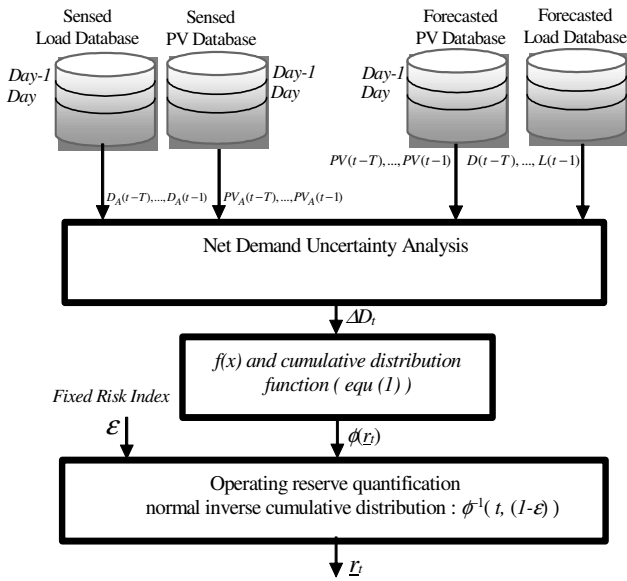 Sensed
Load Database
Sensed
PV Database
Forecasted
PV Database
Forecasted
Load Database
Day-1
Day
Day-1
Day
Day-1
Day
PV(t−T),...,PV(t−1)
D(t−T),..., L(t−1)
D_A(t−T),...,D_A(t−1)
PV_A(t−T),...,PV_A(t−1)
Net Demand Uncertainty Analysis
ΔD_t
f(x) and cumulative distribution
function ( equ (1) )
Fixed Risk Index
ε
ϕ(r_t)
Operating reserve quantification
normal inverse cumulative distribution : ϕ⁻¹( t, (1-ε) )
r_t